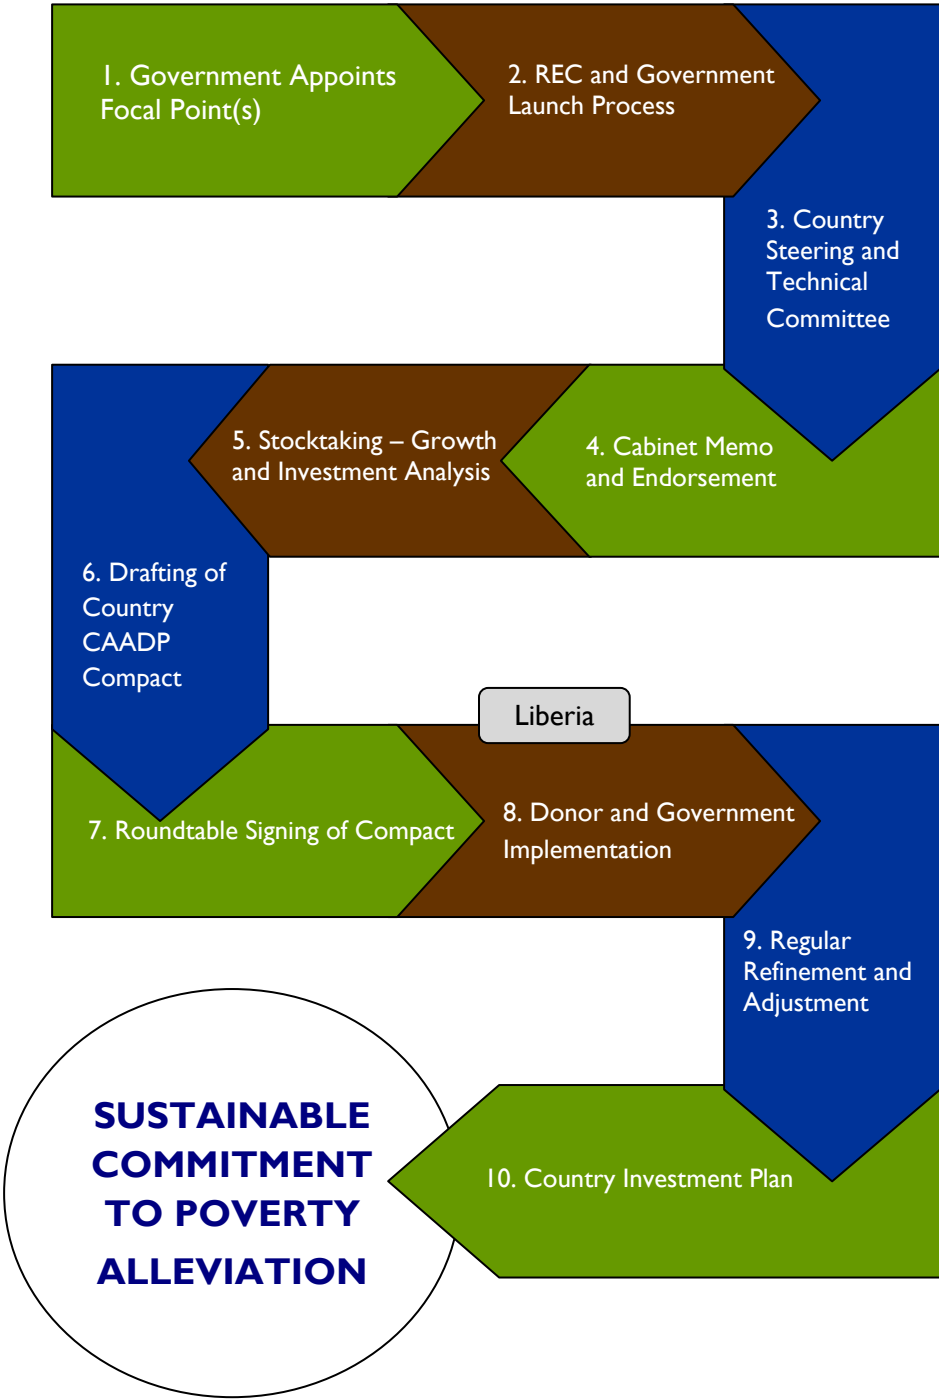 1. Government Appoints
Focal Point(s)
2. REC and Government
Launch Process
3. Country
Steering and
Technical
Committee
4. Cabinet Memo
and Endorsement
5. Stocktaking – Growth
and Investment Analysis
6. Drafting of
Country
CAADP
Compact
7. Roundtable Signing of Compact
Liberia
8. Donor and Government
Implementation
9. Regular
Refinement and
Adjustment
10. Country Investment Plan
SUSTAINABLE
COMMITMENT
TO POVERTY
ALLEVIATION